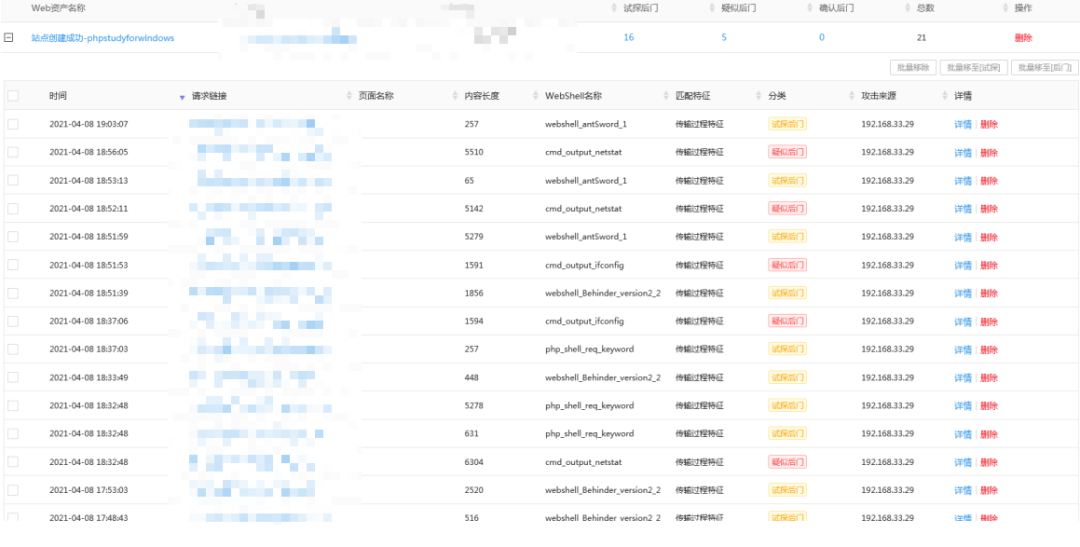 Web资产名称 试探后门 疑似后门 确认后门 总数 操作
站点创建成功-phpstudyforwindows 16 5 0 21 删除
批量移除 批量移至[试探] 批量移至[后门]
时间 请求链接 页面名称 内容长度 WebShell名称 匹配特征 分类 攻击来源 详情
2021-04-08 19:03:07 257 webshell_antSword_1 传输过程特征 试探后门 192.168.33.29 详情 | 删除
2021-04-08 18:56:05 5510 cmd_output_netstat 传输过程特征 疑似后门 192.168.33.29 详情 | 删除
2021-04-08 18:53:13 65 webshell_antSword_1 传输过程特征 试探后门 192.168.33.29 详情 | 删除
2021-04-08 18:52:11 5142 cmd_output_netstat 传输过程特征 疑似后门 192.168.33.29 详情 | 删除
2021-04-08 18:51:59 5279 webshell_antSword_1 传输过程特征 试探后门 192.168.33.29 详情 | 删除
2021-04-08 18:51:53 1591 cmd_output_ifconfig 传输过程特征 疑似后门 192.168.33.29 详情 | 删除
2021-04-08 18:51:39 1856 webshell_Behinder_version2_2 传输过程特征 试探后门 192.168.33.29 详情 | 删除
2021-04-08 18:37:06 1594 cmd_output_ifconfig 传输过程特征 疑似后门 192.168.33.29 详情 | 删除
2021-04-08 18:37:03 257 php_shell_req_keyword 传输过程特征 试探后门 192.168.33.29 详情 | 删除
2021-04-08 18:33:49 448 webshell_Behinder_version2_2 传输过程特征 试探后门 192.168.33.29 详情 | 删除
2021-04-08 18:32:48 5278 php_shell_req_keyword 传输过程特征 试探后门 192.168.33.29 详情 | 删除
2021-04-08 18:32:48 631 php_shell_req_keyword 传输过程特征 试探后门 192.168.33.29 详情 | 删除
2021-04-08 18:32:48 6304 cmd_output_netstat 传输过程特征 疑似后门 192.168.33.29 详情 | 删除
2021-04-08 17:53:03 2520 webshell_Behinder_version2_2 传输过程特征 试探后门 192.168.33.29 详情 | 删除
2021-04-08 17:48:43 516 webshell_Behinder_version2_2 传输过程特征 试探后门 192.168.33.29 详情 | 删除